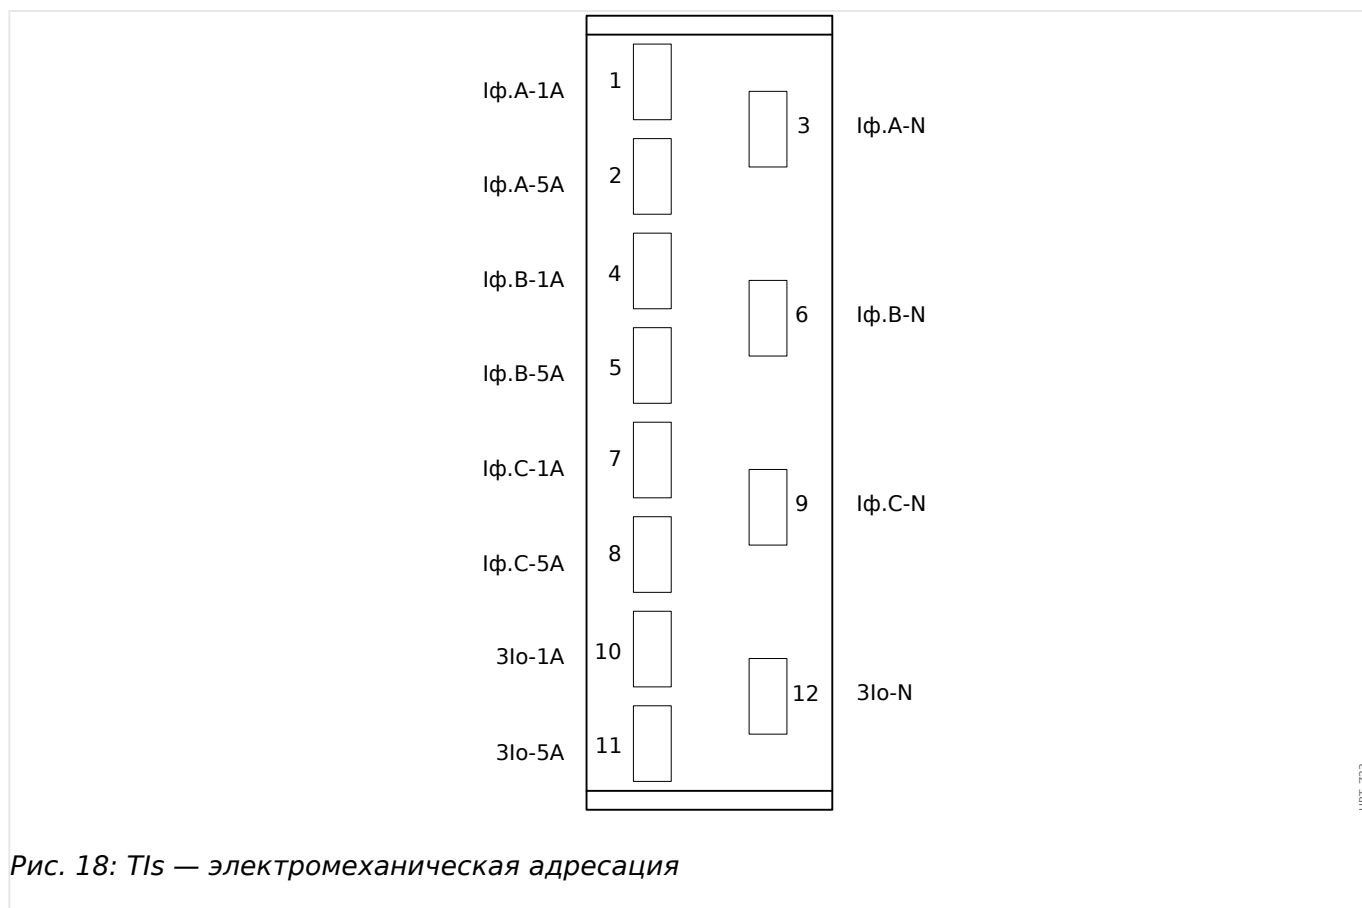 Iф.A-1A 1
3 Iф.A-N
Iф.A-5A 2
Iф.B-1A 4
6 Iф.B-N
Iф.B-5A 5
Iф.C-1A 7
9 Iф.C-N
Iф.C-5A 8
3Io-1A 10
12 3Io-N
3Io-5A 11
Рис. 18: TIs — электромеханическая адресация